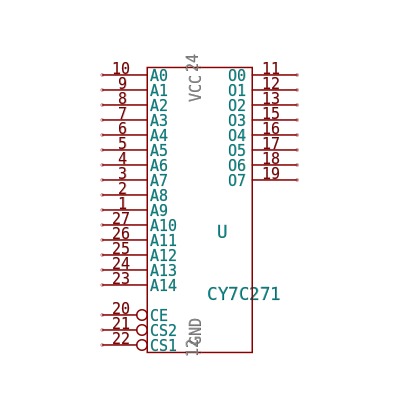 24
VCC
10 A0 O0 11
9 A1 O1 12
8 A2 O2 13
7 A3 O3 15
6 A4 O4 16
5 A5 O5 17
4 A6 O6 18
3 A7 O7 19
2 A8
1 A9
27 A10
26 A11
25 A12
24 A13
23 A14
U
CY7C271
20 CE
21 CS2
22 CS1
GND